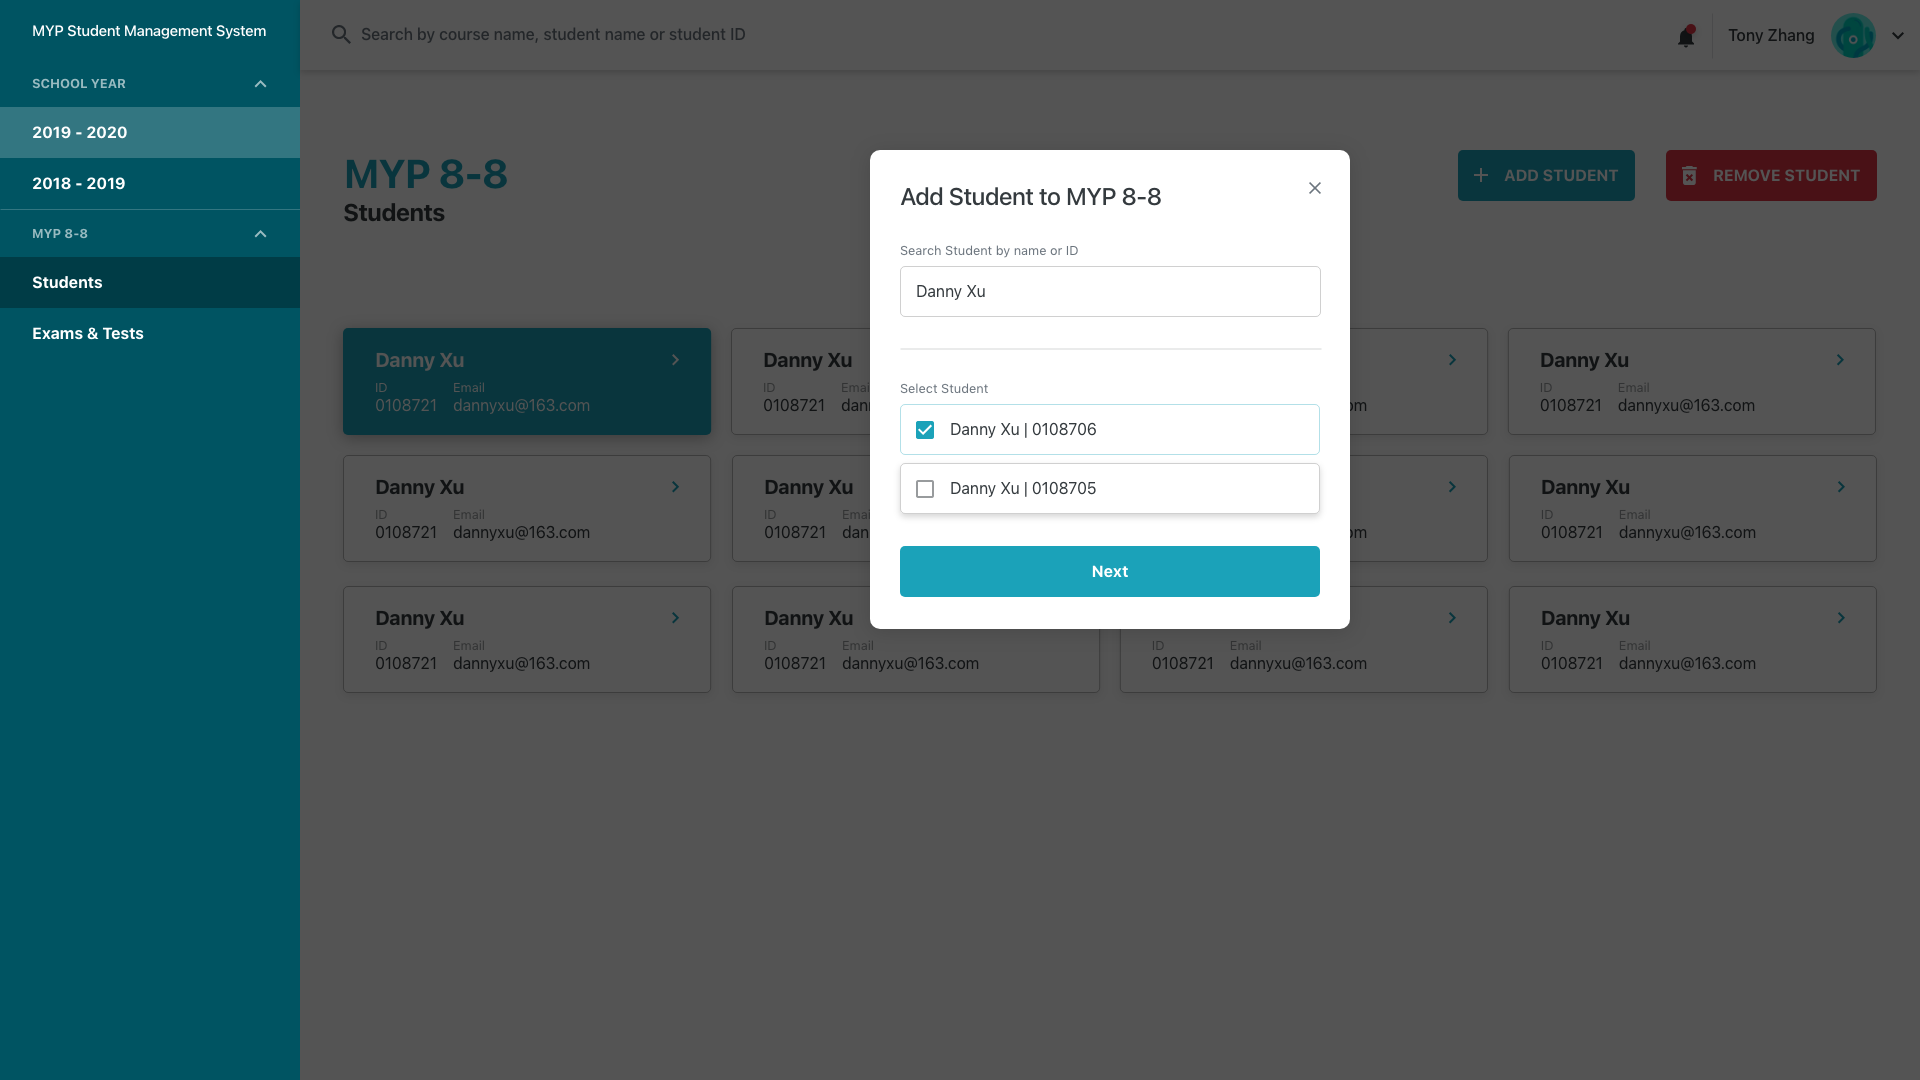 MYP Student Management System
SCHOOL YEAR
2019 - 2020
2018 - 2019
MYP 8-8
Students
Exams & Tests
Search by course name, student name or student ID
Tony Zhang
MYP 8-8
Students
ADD STUDENT
REMOVE STUDENT
Add Student to MYP 8-8
Search Student by name or ID
Danny Xu
Select Student
Danny Xu | 0108706
Danny Xu | 0108705
Next
Danny Xu
ID Email
0108721 dannyxu@163.com
Danny Xu
ID Emai
0108721 dan
om
Danny Xu
ID Email
0108721 dannyxu@163.com
Danny Xu
ID Email
0108721 dannyxu@163.com
Danny Xu
ID Emai
0108721 dan
om
Danny Xu
ID Email
0108721 dannyxu@163.com
Danny Xu
ID Email
0108721 dannyxu@163.com
Danny Xu
ID Email
0108721 dannyxu@163.com
ID Email
0108721 dannyxu@163.com
Danny Xu
ID Email
0108721 dannyxu@163.com